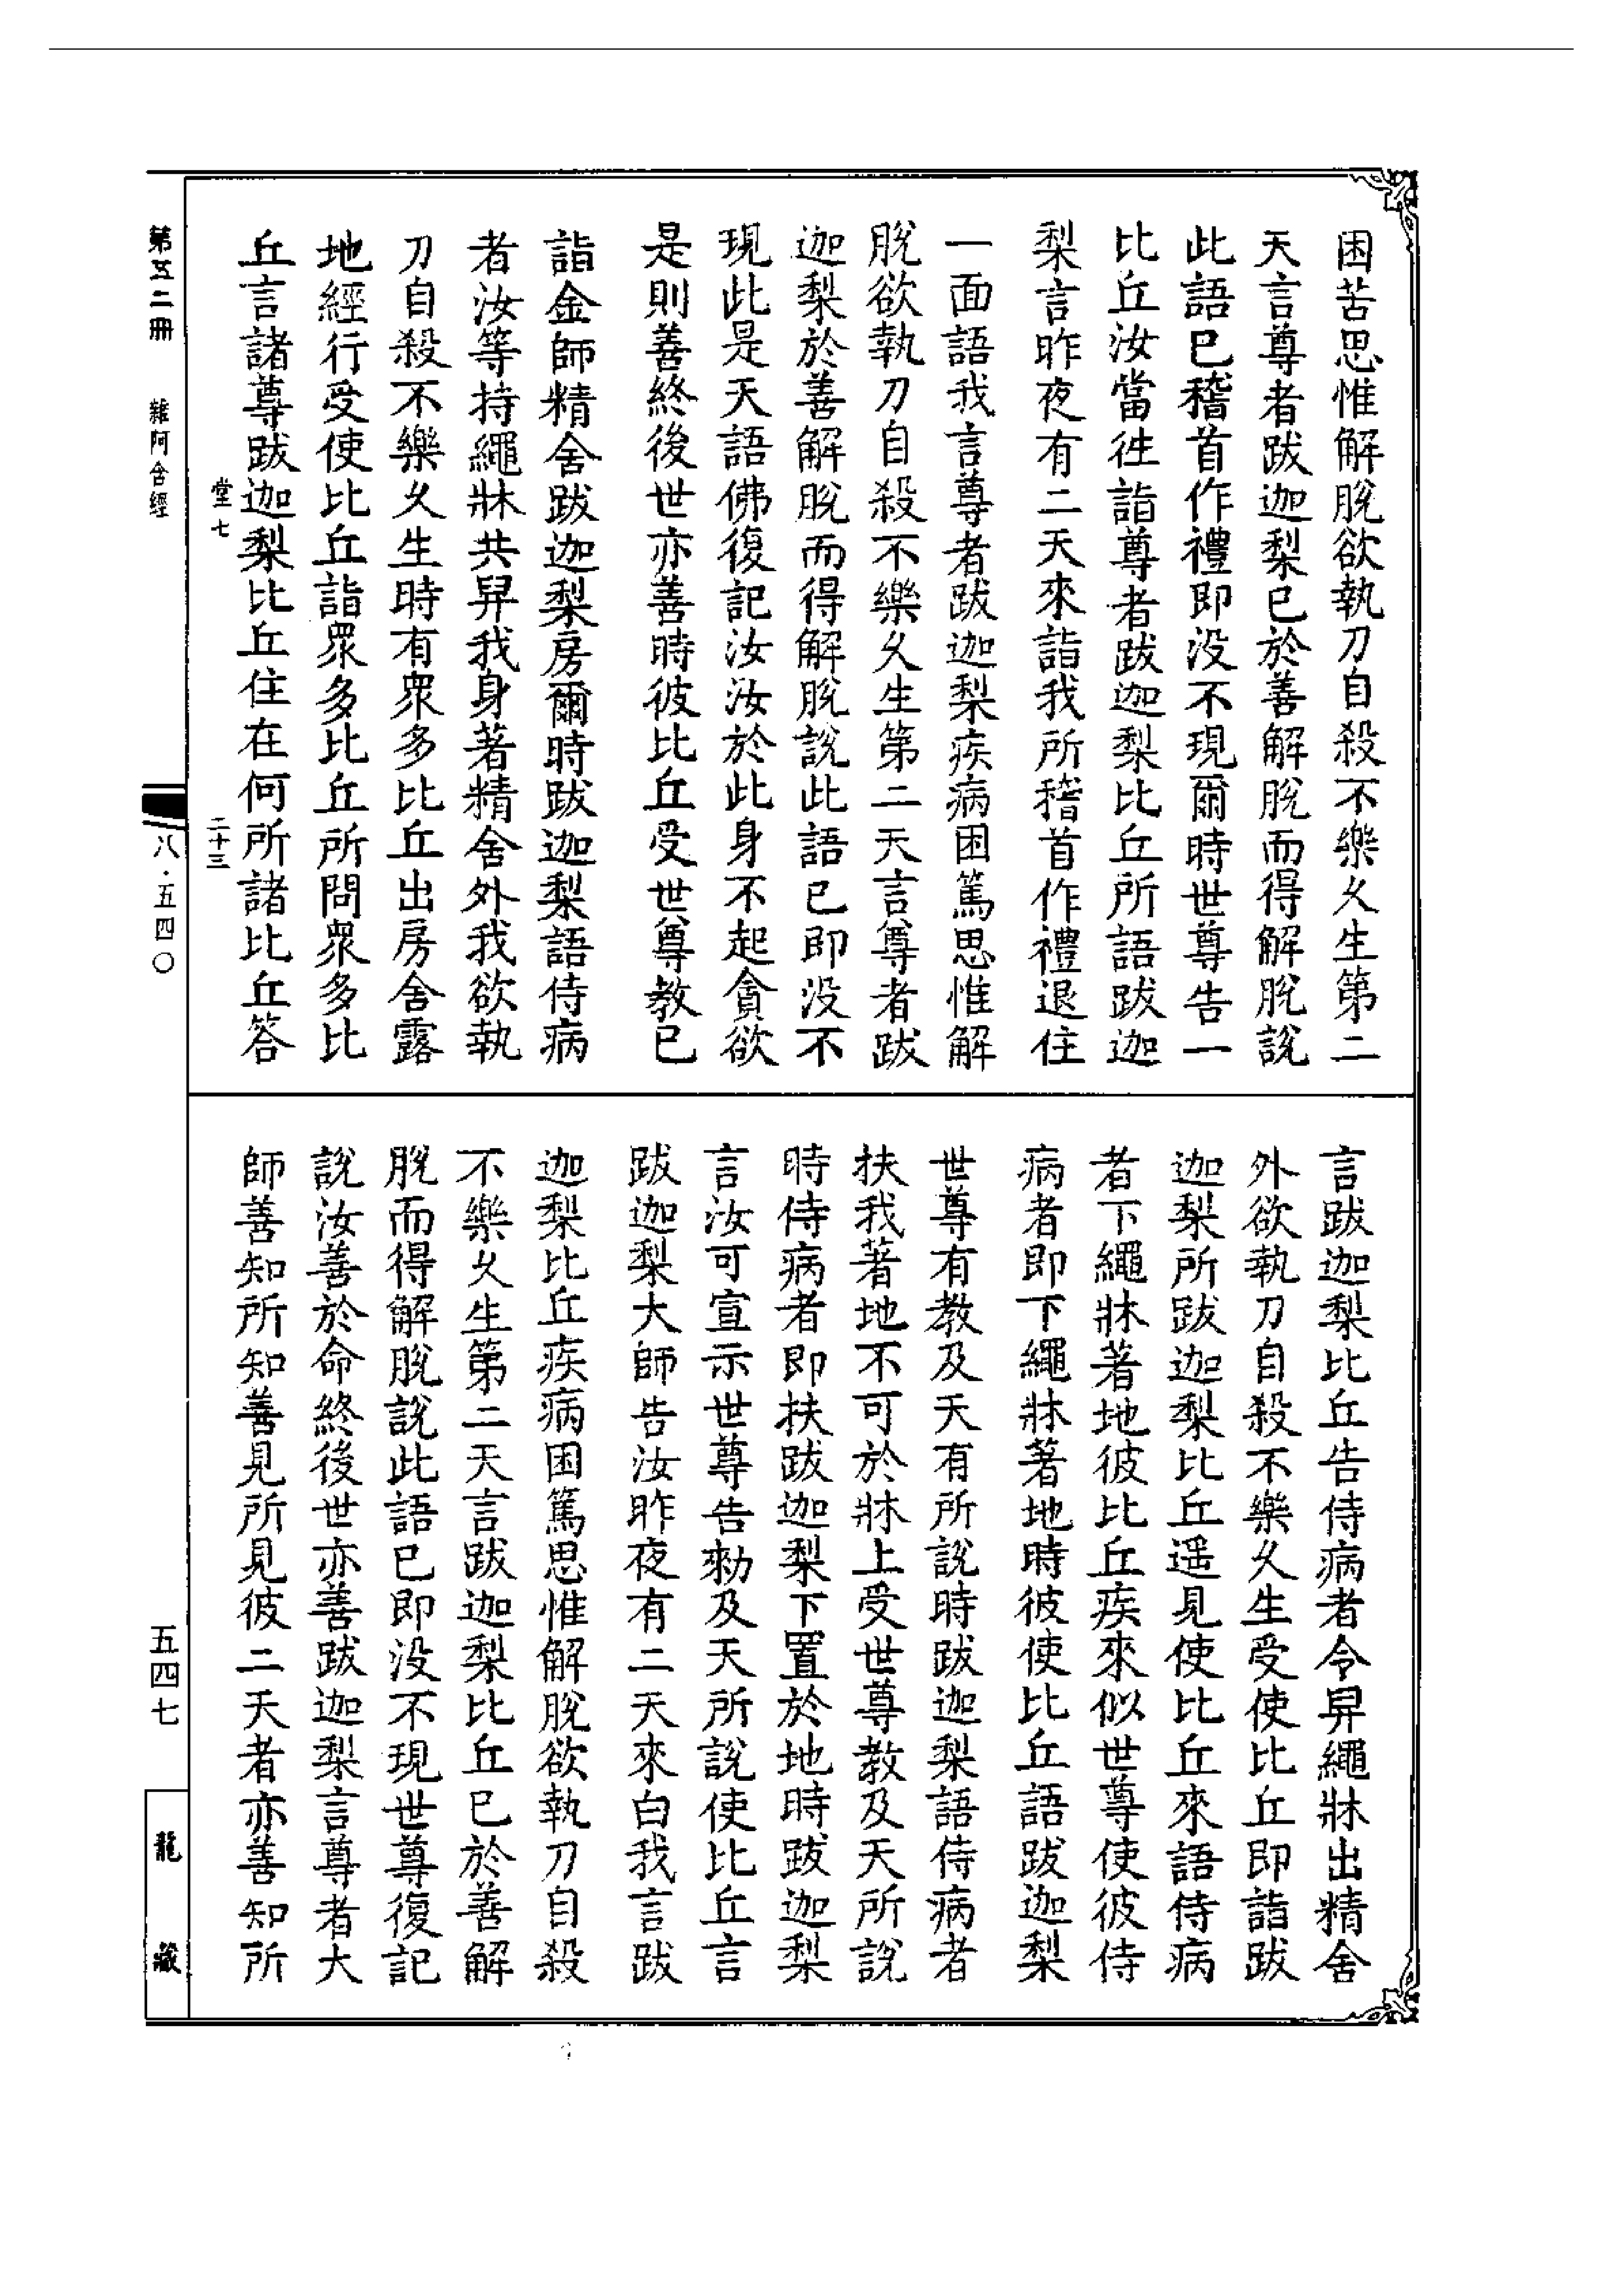 困苦思惟解脫欲執刀自殺不樂久生第二
天言尊者跋迦梨已於善解脫而得解脫說
此語已稽首作禮即没不現爾時世尊告一
比丘汝當往詣尊者跋迦梨比丘所語跋迦
梨言昨夜有二天來詣我所稽首作禮退住
一面語我言尊者跋迦梨疾病困篤思惟解
脫欲執刀自殺不樂久生第二天言尊者跋
迦梨於善解脫而得解脫說此語已即没不
現此是天語佛復記汝汝於此身不起貪欲
是則善終後世亦善時彼比丘受世尊教已
詣金師精舍跋迦梨房爾時跋迦梨語侍病
者汝等持繩牀共舁我身著精舍外我欲執
刀自殺不樂久生時有衆多比丘出房舍露
地經行受使比丘詣衆多比丘所問衆多比
丘言諸尊跋迦梨比丘住在何所諸比丘答
堂七 二十三
言跋迦梨比丘告侍病者令舁繩牀出精舍
外欲執刀自殺不樂久生受使比丘即詣跋
迦梨所跋迦梨比丘遥見使比丘來語侍病
者下繩牀著地彼比丘疾來似世尊使彼侍
病者即下繩牀著地時彼使比丘語跋迦梨
世尊有教及天有所說時跋迦梨語侍病者
扶我著地不可於牀上受世尊教及天所說
時侍病者即扶跋迦梨下置於地時跋迦梨
言汝可宣示世尊告勑及天所說使比丘言
跋迦梨大師告汝昨夜有二天來白我言跋
迦梨比丘疾病困篤思惟解脫欲執刀自殺
不樂久生第二天言跋迦梨比丘已於善解
脫而得解脫說此語已即没不現世尊復記
說汝善於命終後世亦善跋迦梨言尊者大
師善知所知善見所見彼二天者亦善知所
第五二冊 雜阿含經
八·五四〇
五四七
龍藏